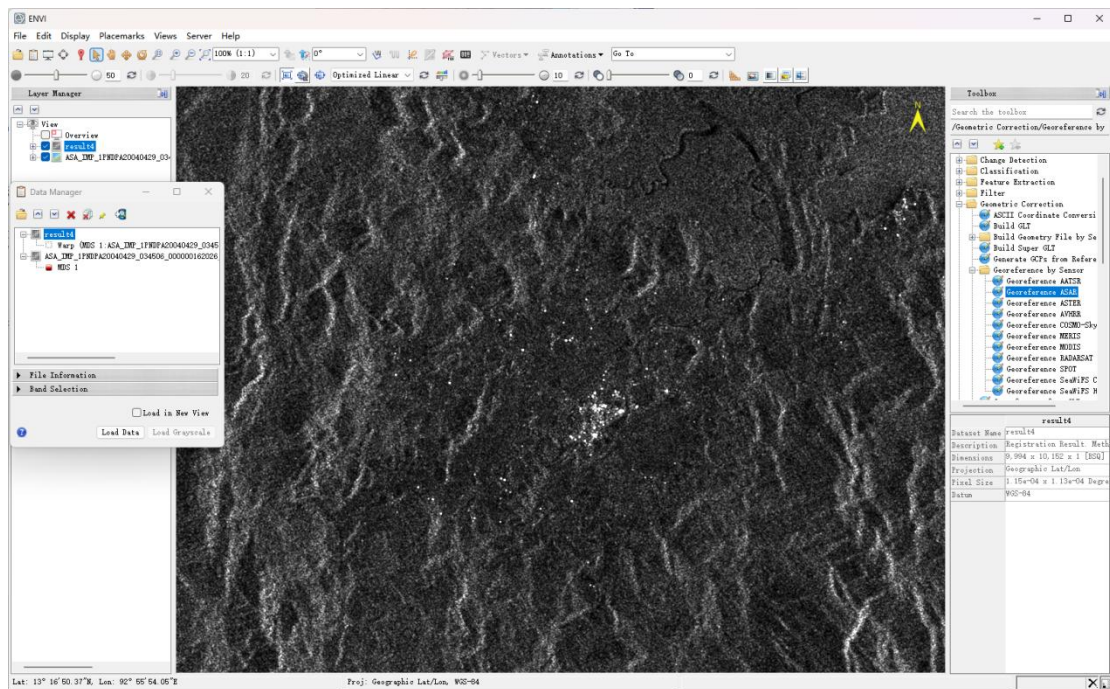 ENVI
File Edit Display Placemarks Views Server Help
100% (1:1) 0° Vectors Annotations Go To
50 20 Optimized Linear 10 0
Layer Manager
View
Overview
result4
ASA_IMP_1PNDPA20040429_034
Data Manager
result4
Warp (MDS 1:ASA_IMP_1PNDPA20040429_0345
ASA_IMP_1PNDPA20040429_034506_000000162026
MDS 1
File Information
Band Selection
Load in New View
Load Data Load Grayscale
N
Toolbox
Search the toolbox
/Geometric Correction/Georeference by
Change Detection
Classification
Feature Extraction
Filter
Geometric Correction
ASCII Coordinate Conversi
Build GLT
Build Geometry File by Se
Build Super GLT
Generate GCPs from Refere
Georeference by Sensor
Georeference AATSR
Georeference ASAR
Georeference ASTER
Georeference AVHRR
Georeference COSMO-Sky
Georeference MERIS
Georeference MODIS
Georeference RADARSAT
Georeference SPOT
Georeference SeaWiFS C
Georeference SeaWiFS H
result4
Dataset Name result4
Description Registration Result Meth
Dimensions 9,994 x 10,152 x 1 [BSQ]
Projection Geographic Lat/Lon
Pixel Size 1.15e-04 x 1.13e-04 Degre
Datum WGS-84
Lat: 13° 16'50.37"N, Lon: 92° 55'54.05"E Proj: Geographic Lat/Lon, WGS-84